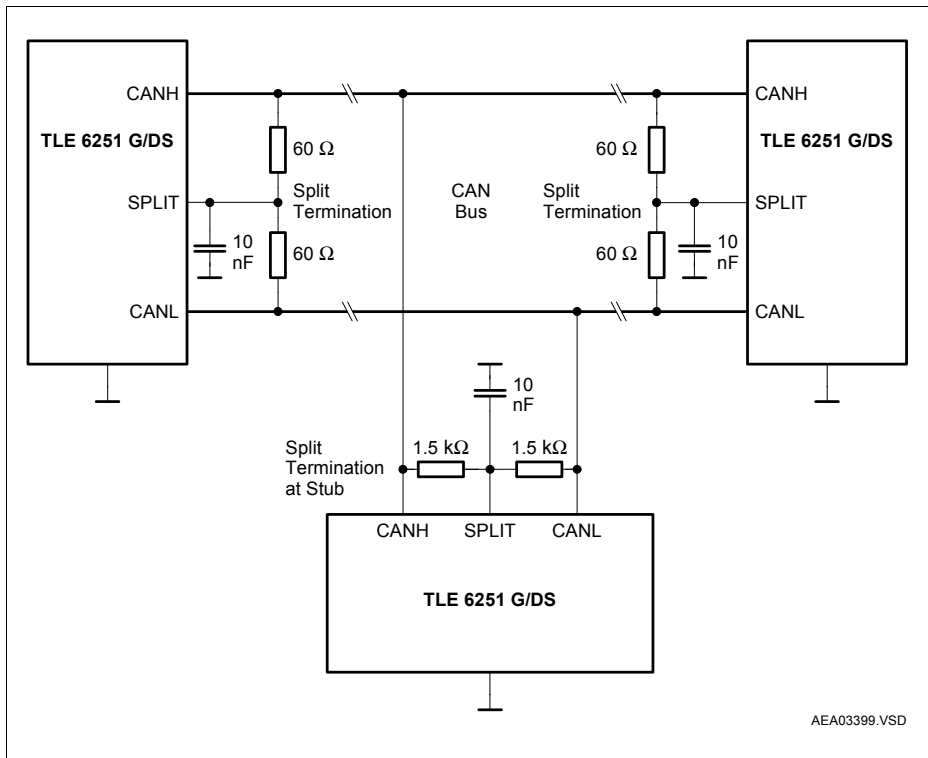 CANH
TLE 6251 G/DS
SPLIT
CANL
60 Ω
Split
Termination
60 Ω
10
nF
CAN
Bus
60 Ω
Split
Termination
60 Ω
10
nF
CANH
TLE 6251 G/DS
SPLIT
CANL
10
nF
Split
Termination
at Stub
1.5 kΩ
1.5 kΩ
CANH
SPLIT
CANL
TLE 6251 G/DS
AEA03399.VSD